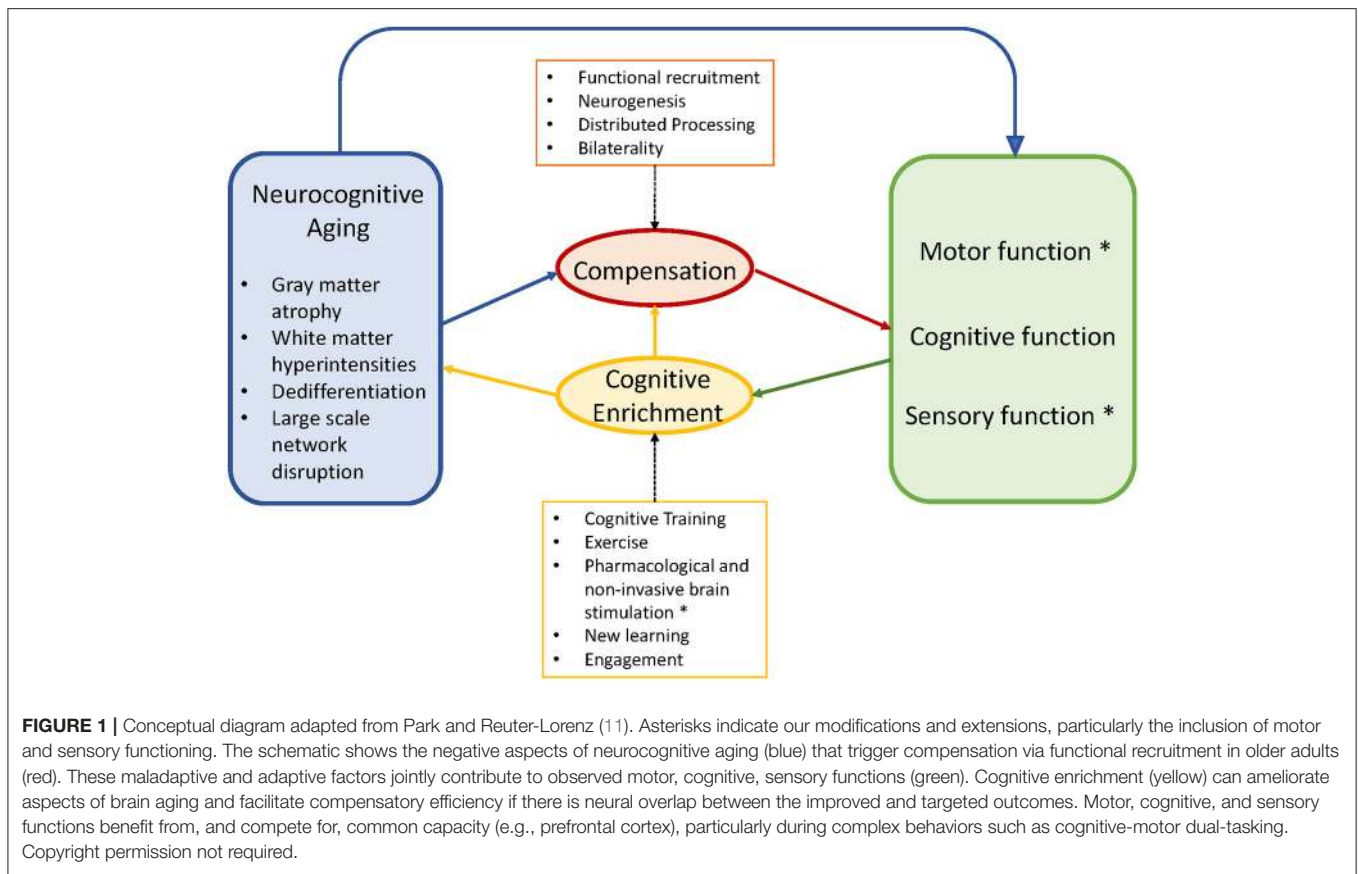 • Functional recruitment
• Neurogenesis
• Distributed Processing
• Bilaterality
Neurocognitive
Aging
• Gray matter
atrophy
• White matter
hyperintensities
• Dedifferentiation
• Large scale
network
disruption
Compensation
Cognitive
Enrichment
Motor function *
Cognitive function
Sensory function *
• Cognitive Training
• Exercise
• Pharmacological and
non-invasive brain
stimulation *
• New learning
• Engagement
FIGURE 1 | Conceptual diagram adapted from Park and Reuter-Lorenz (11). Asterisks indicate our modifications and extensions, particularly the inclusion of motor
and sensory functioning. The schematic shows the negative aspects of neurocognitive aging (blue) that trigger compensation via functional recruitment in older adults
(red). These maladaptive and adaptive factors jointly contribute to observed motor, cognitive, sensory functions (green). Cognitive enrichment (yellow) can ameliorate
aspects of brain aging and facilitate compensatory efficiency if there is neural overlap between the improved and targeted outcomes. Motor, cognitive, and sensory
functions benefit from, and compete for, common capacity (e.g., prefrontal cortex), particularly during complex behaviors such as cognitive-motor dual-tasking.
Copyright permission not required.